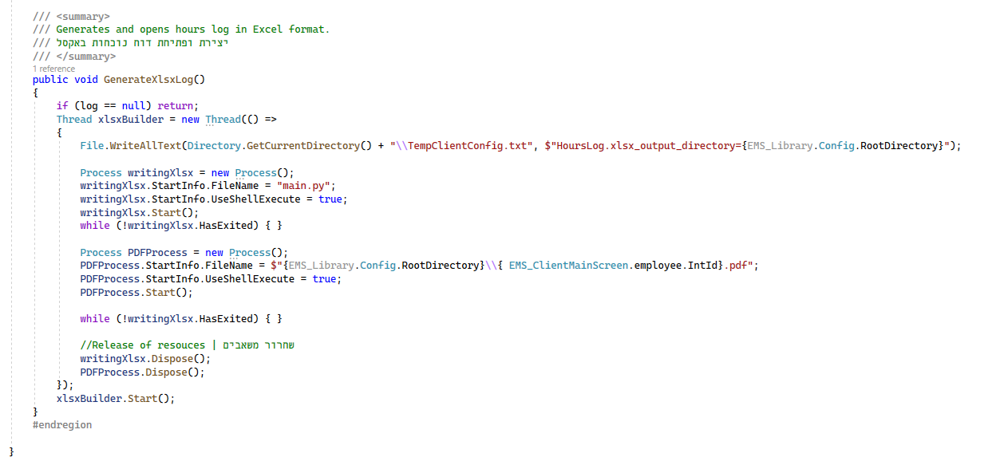 /// <summary>
/// Generates and opens hours log in Excel format.
/// יצירת ופתיחת דוח נוכחות באקסל
/// </summary>
1 reference
public void GenerateXlsxLog()
{
if (log == null) return;
Thread xlsxBuilder = new Thread(() =>
{
File.WriteAllText(Directory.GetCurrentDirectory() + "\\TempClientConfig.txt", $"HoursLog.xlsx_output_directory={EMS_Library.Config.RootDirectory}");
Process writingXlsx = new Process();
writingXlsx.StartInfo.FileName = "main.py";
writingXlsx.StartInfo.UseShellExecute = true;
writingXlsx.Start();
while (!writingXlsx.HasExited) { }
Process PDFProcess = new Process();
PDFProcess.StartInfo.FileName = $"{EMS_Library.Config.RootDirectory}\\{ EMS_ClientMainScreen.employee.IntId}.pdf";
PDFProcess.StartInfo.UseShellExecute = true;
PDFProcess.Start();
while (!writingXlsx.HasExited) { }
//Release of resouces | שחרור משאבים
writingXlsx.Dispose();
PDFProcess.Dispose();
});
xlsxBuilder.Start();
}
#endregion
}